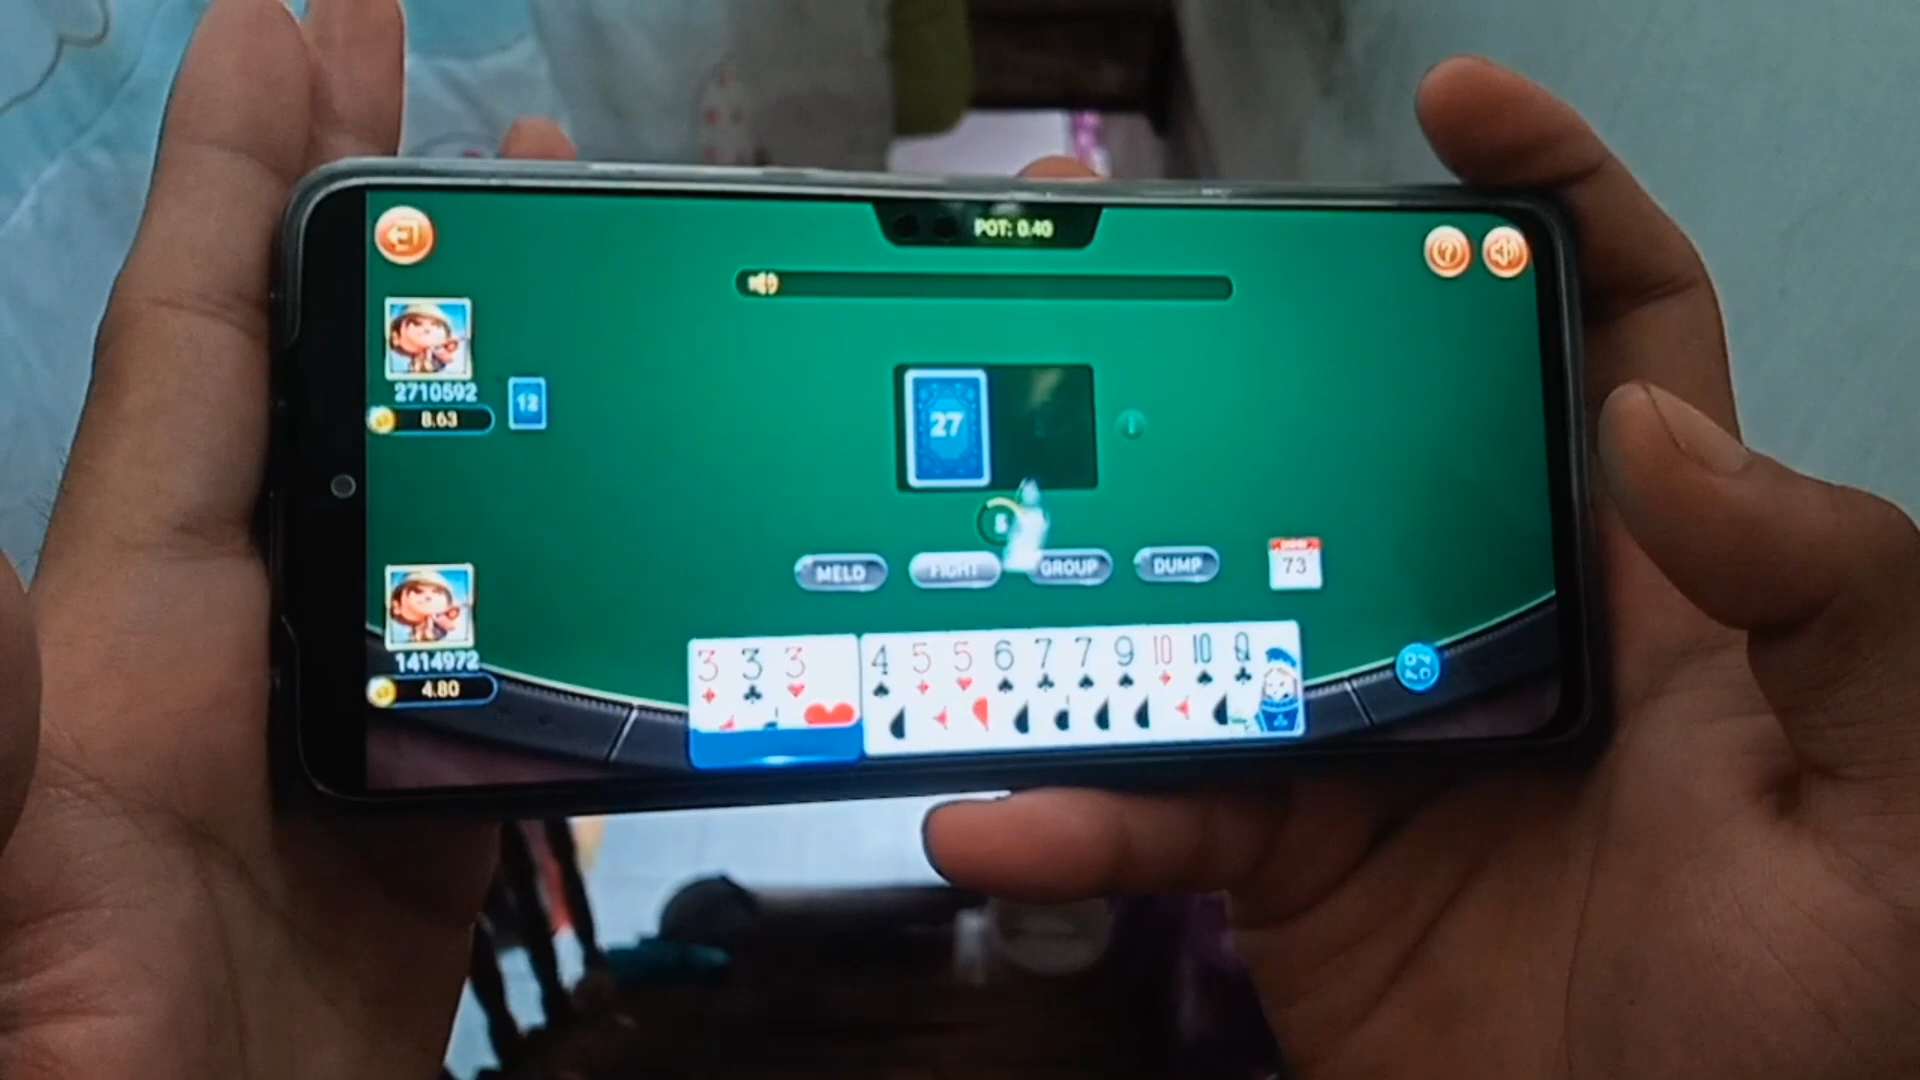 POT: 0.40
2710592
8.63
12
27
MELD
FIGHT
GROUP
DUMP
73
1414972
4.80
3 3 3 4 5 5 6 7 7 9 10 10 Q